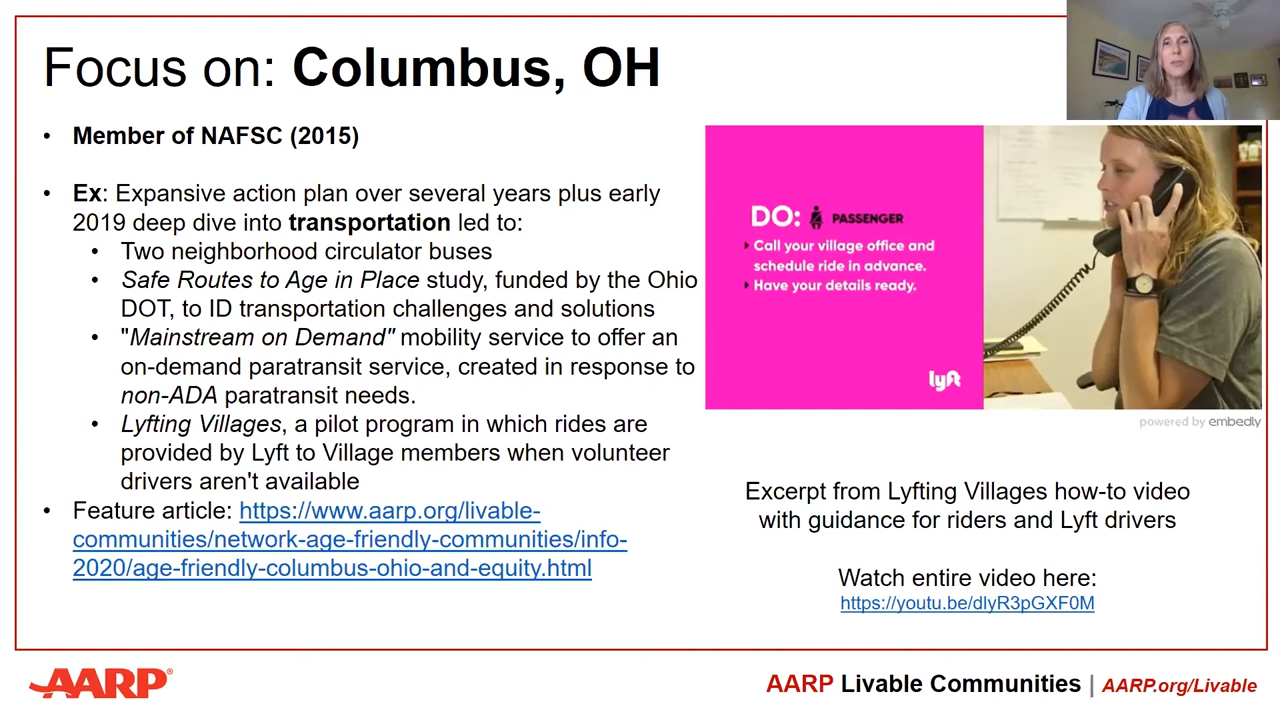 Focus on: Columbus, OH
• Member of NAFSC (2015)
• Ex: Expansive action plan over several years plus early
2019 deep dive into transportation led to:
• Two neighborhood circulator buses
• Safe Routes to Age in Place study, funded by the Ohio
DOT, to ID transportation challenges and solutions
• "Mainstream on Demand" mobility service to offer an
on-demand paratransit service, created in response to
non-ADA paratransit needs.
• Lyfting Villages, a pilot program in which rides are
provided by Lyft to Village members when volunteer
drivers aren't available
• Feature article: https://www.aarp.org/livable-
communities/network-age-friendly-communities/info-
2020/age-friendly-columbus-ohio-and-equity.html
DO: PASSENGER
Call your village office and
schedule ride in advance.
Have your details ready.
lyft
powered by embedly
Excerpt from Lyfting Villages how-to video
with guidance for riders and Lyft drivers
Watch entire video here:
https://youtu.be/dlyR3pGXF0M
AARP®
AARP Livable Communities | AARP.org/Livable